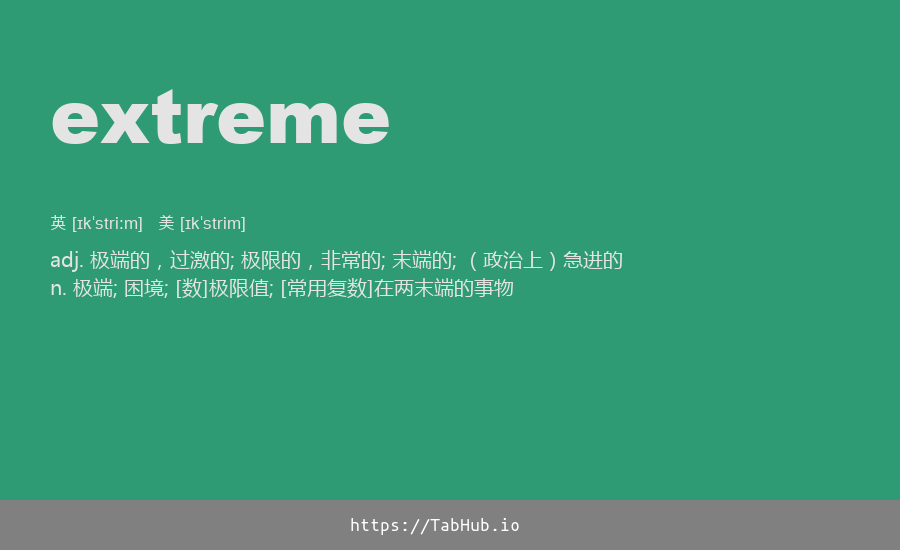 extreme
英 [ɪkˈstriːm] 美 [ɪkˈstrim]
adj. 极端的，过激的; 极限的，非常的; 末端的; （政治上）急进的
n. 极端; 困境; [数]极限值; [常用复数]在两末端的事物
https://TabHub.io